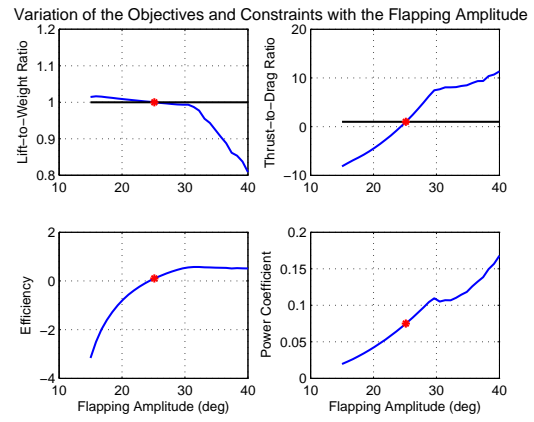 Variation of the Objectives and Constraints with the Flapping Amplitude
Lift−to−Weight Ratio
1.2
1.1
1
0.9
0.8
10 20 30 40
Thrust−to−Drag Ratio
20
10
0
−10
10 20 30 40
Efficiency
2
0
−2
−4
10 20 30 40
Flapping Amplitude (deg)
Power Coefficient
0.2
0.15
0.1
0.05
0
10 20 30 40
Flapping Amplitude (deg)